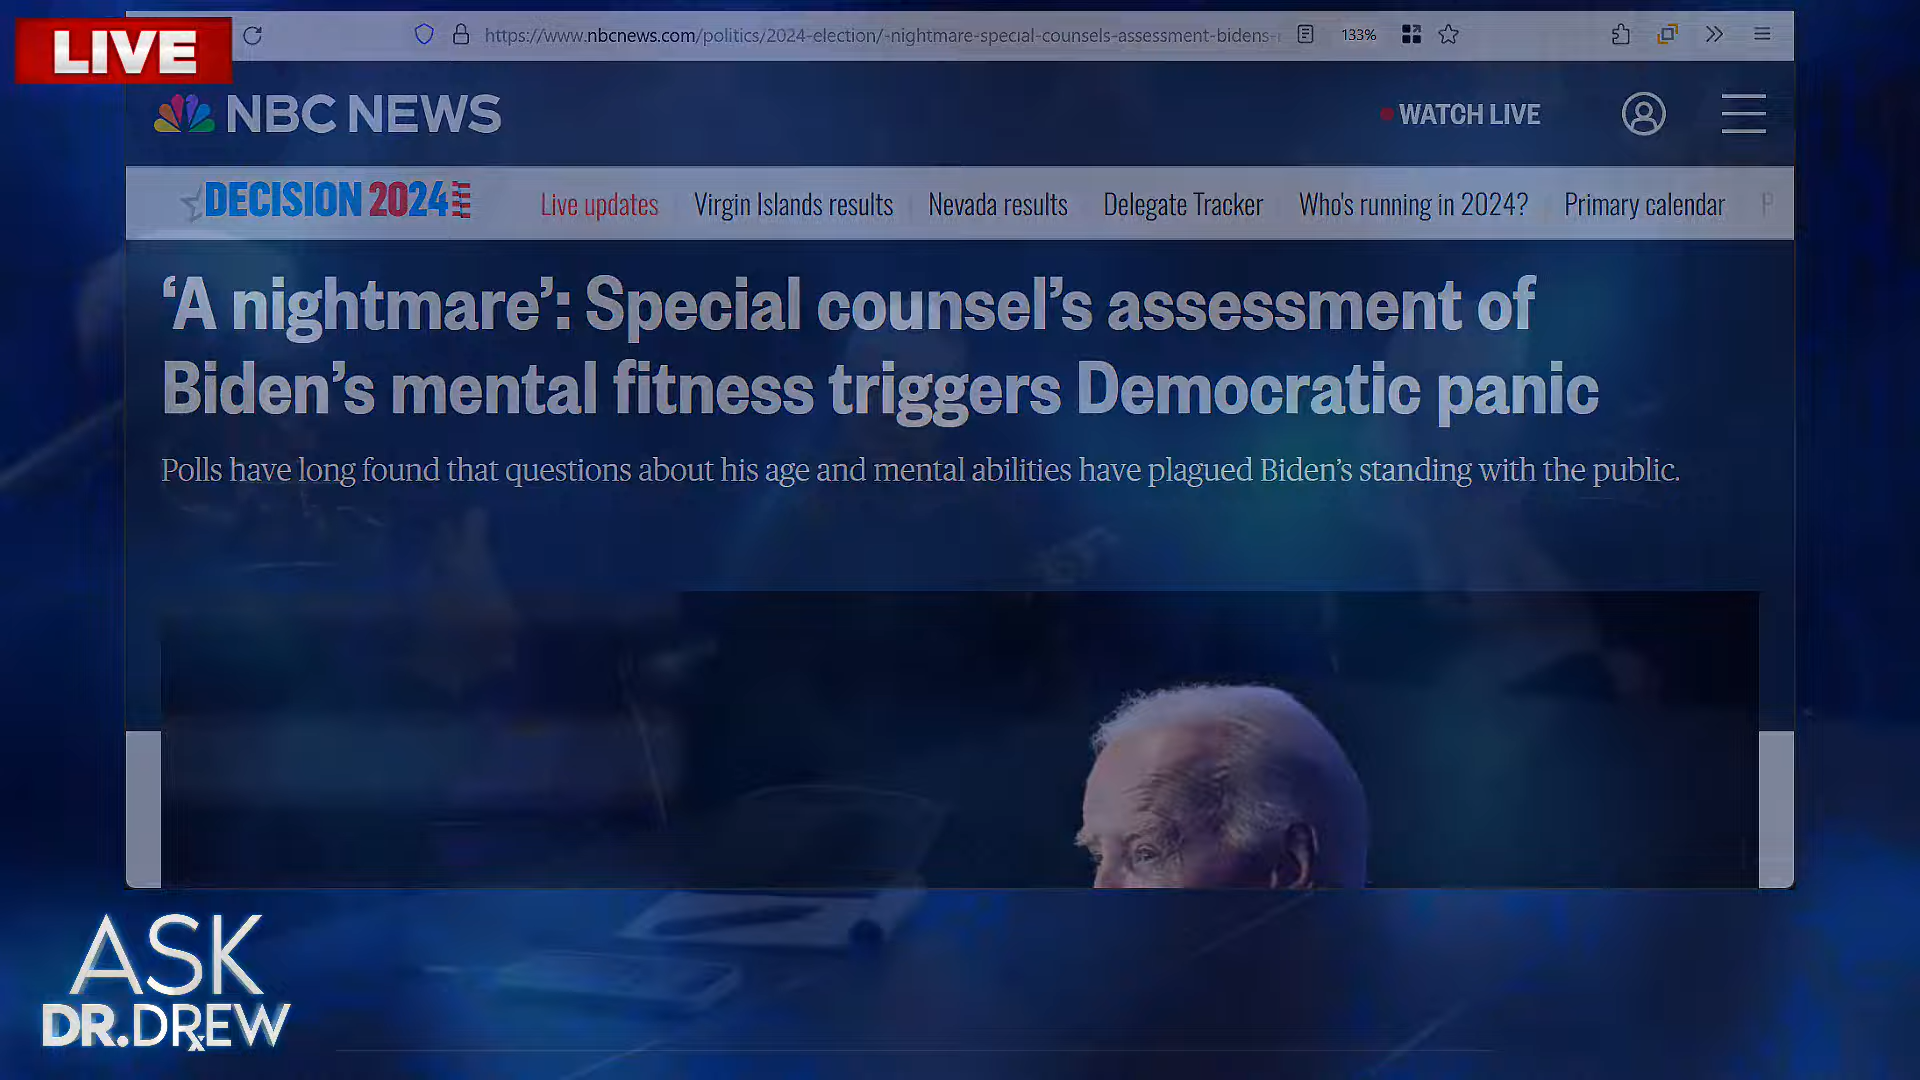 LIVE
https://www.nbcnews.com/politics/2024-election/-nightmare-special-counsels-assessment-bidens-
133%
NBC NEWS
WATCH LIVE
DECISION 2024
Live updates
Virgin Islands results
Nevada results
Delegate Tracker
Who's running in 2024?
Primary calendar
P
‘A nightmare’: Special counsel’s assessment of
Biden’s mental fitness triggers Democratic panic
Polls have long found that questions about his age and mental abilities have plagued Biden’s standing with the public.
ASK
DR.DREW